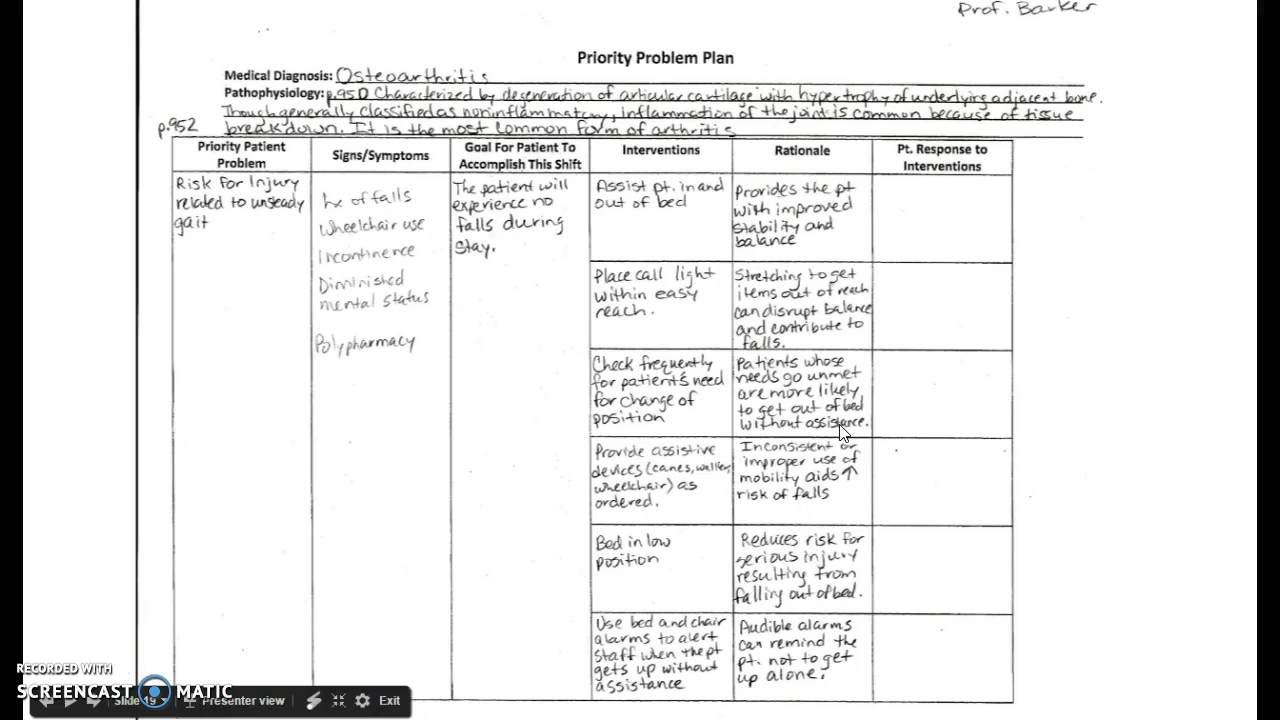 Prof. Barker
Priority Problem Plan
Medical Diagnosis: Osteoarthritis
Pathophysiology: p.950 Characterized by degeneration of articular cartilage with hypertrophy of underlying adjacent bone.
Though generally classified as noninflammatory, inflammation of the joint is common because of tissue
p.952 breakdown. It is the most common form of arthritis
Priority Patient
Problem
Signs/Symptoms
Goal For Patient To
Accomplish This Shift
Interventions
Rationale
Pt. Response to
Interventions
Risk for Injury
related to unsteady
gait
hx of falls
wheelchair use
Incontinence
Diminished
mental status
Polypharmacy
The patient will
experience no
falls during
stay.
Assist pt. in and
out of bed
Provides the pt
with improved
stability and
balance
Place call light
within easy
reach.
Stretching to get
items out of reach
can disrupt balance
and contribute to
falls.
Check frequently
for patient's need
for change of
position
Patients whose
needs go unmet
are more likely
to get out of bed
without assistance.
Provide assistive
devices (canes, walker,
wheelchair) as
ordered.
Inconsistent or
improper use of
mobility aids ↑
risk of falls
Bed in low
position
Reduces risk for
serious injury
resulting from
falling out of bed.
Use bed and chair
alarms to alert
staff when the pt
gets up without
assistance
Audible alarms
can remind the
pt. not to get
up alone.
RECORDED WITH
SCREENCAST MATIC
Slide 19
Presenter view
Exit